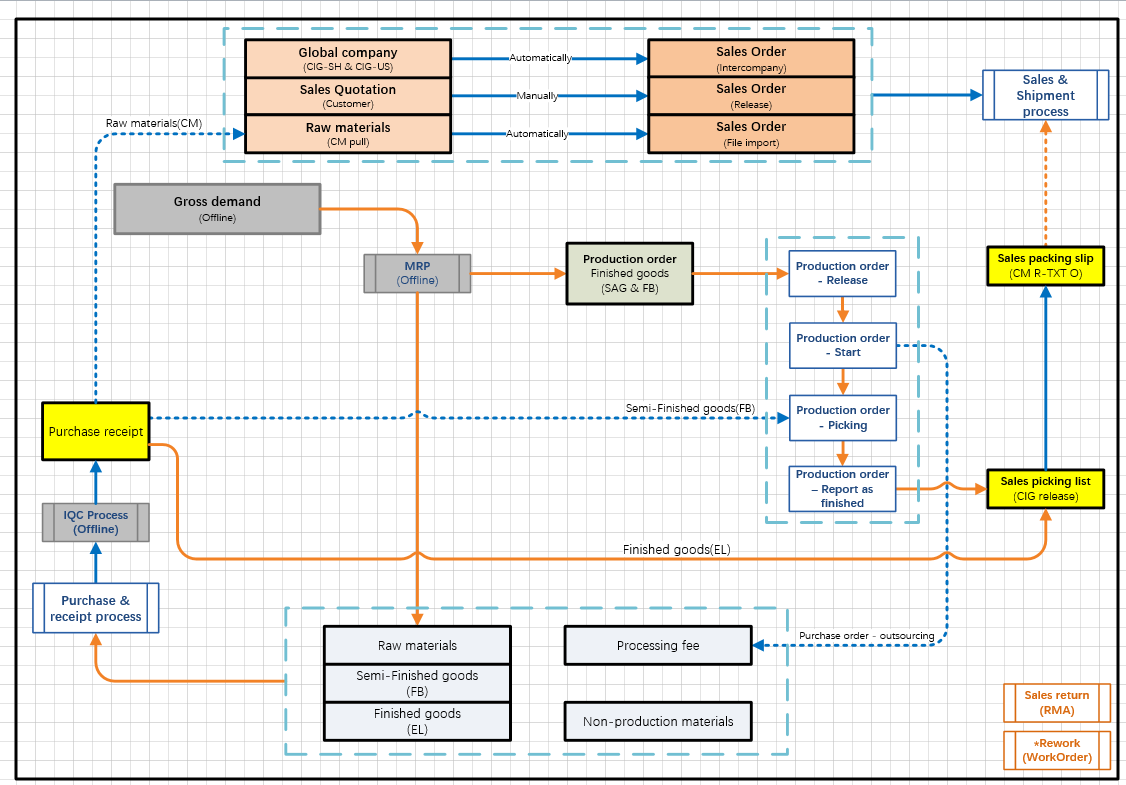 Global company
(CIG-SH & CIG-US)
Automatically
Sales Order
(Intercompany)
Sales Quotation
(Customer)
Manually
Sales Order
(Release)
Raw materials
(CM pull)
Automatically
Sales Order
(File import)
Sales &
Shipment
process
Raw materials(CM)
Gross demand
(Offline)
MRP
(Offline)
Production order
Finished goods
(SAG & FB)
Production order
- Release
Sales packing slip
(CM R-TXT O)
Production order
- Start
Semi-Finished goods(FB)
Production order
- Picking
Purchase receipt
Production order
– Report as
finished
Sales picking list
(CIG release)
IQC Process
(Offline)
Finished goods(EL)
Purchase &
receipt process
Raw materials
Semi-Finished goods
(FB)
Finished goods
(EL)
Processing fee
Purchase order - outsourcing
Non-production materials
Sales return
(RMA)
*Rework
(WorkOrder)